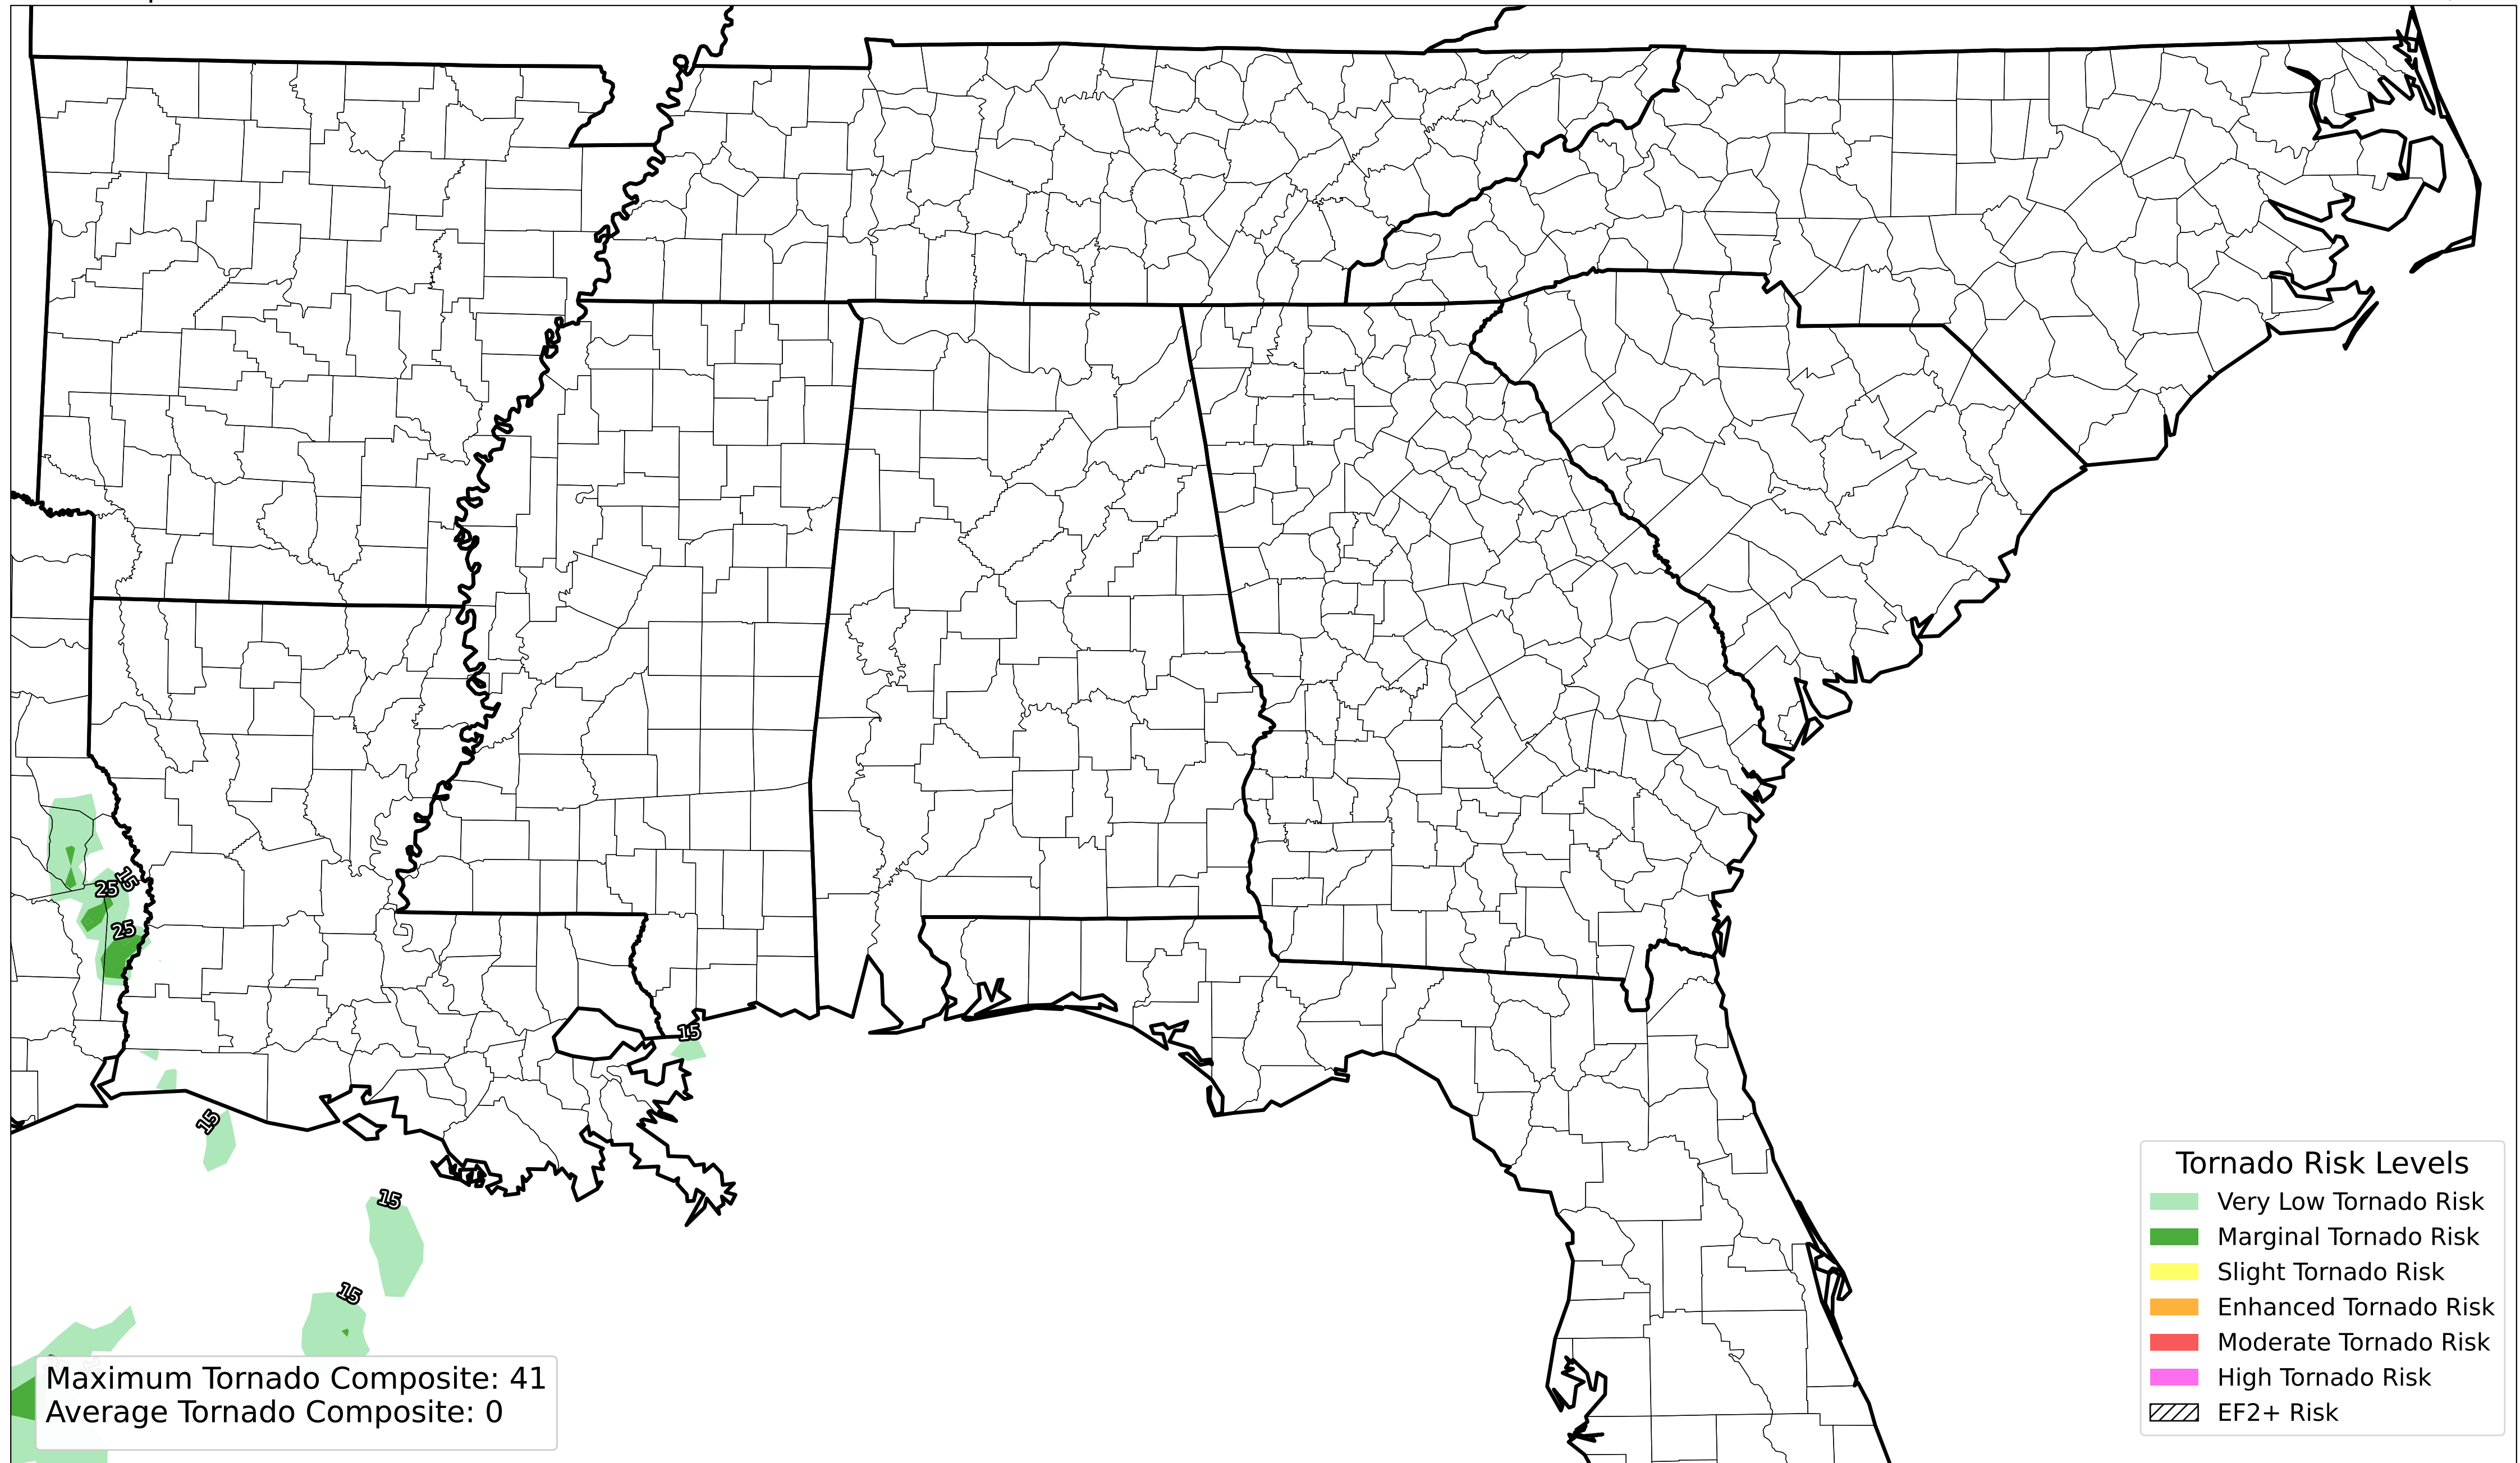 25
15
25
15
15
15
15
Tornado Risk Levels
Very Low Tornado Risk
Marginal Tornado Risk
Slight Tornado Risk
Enhanced Tornado Risk
Moderate Tornado Risk
High Tornado Risk
EF2+ Risk
Maximum Tornado Composite: 41
Average Tornado Composite: 0